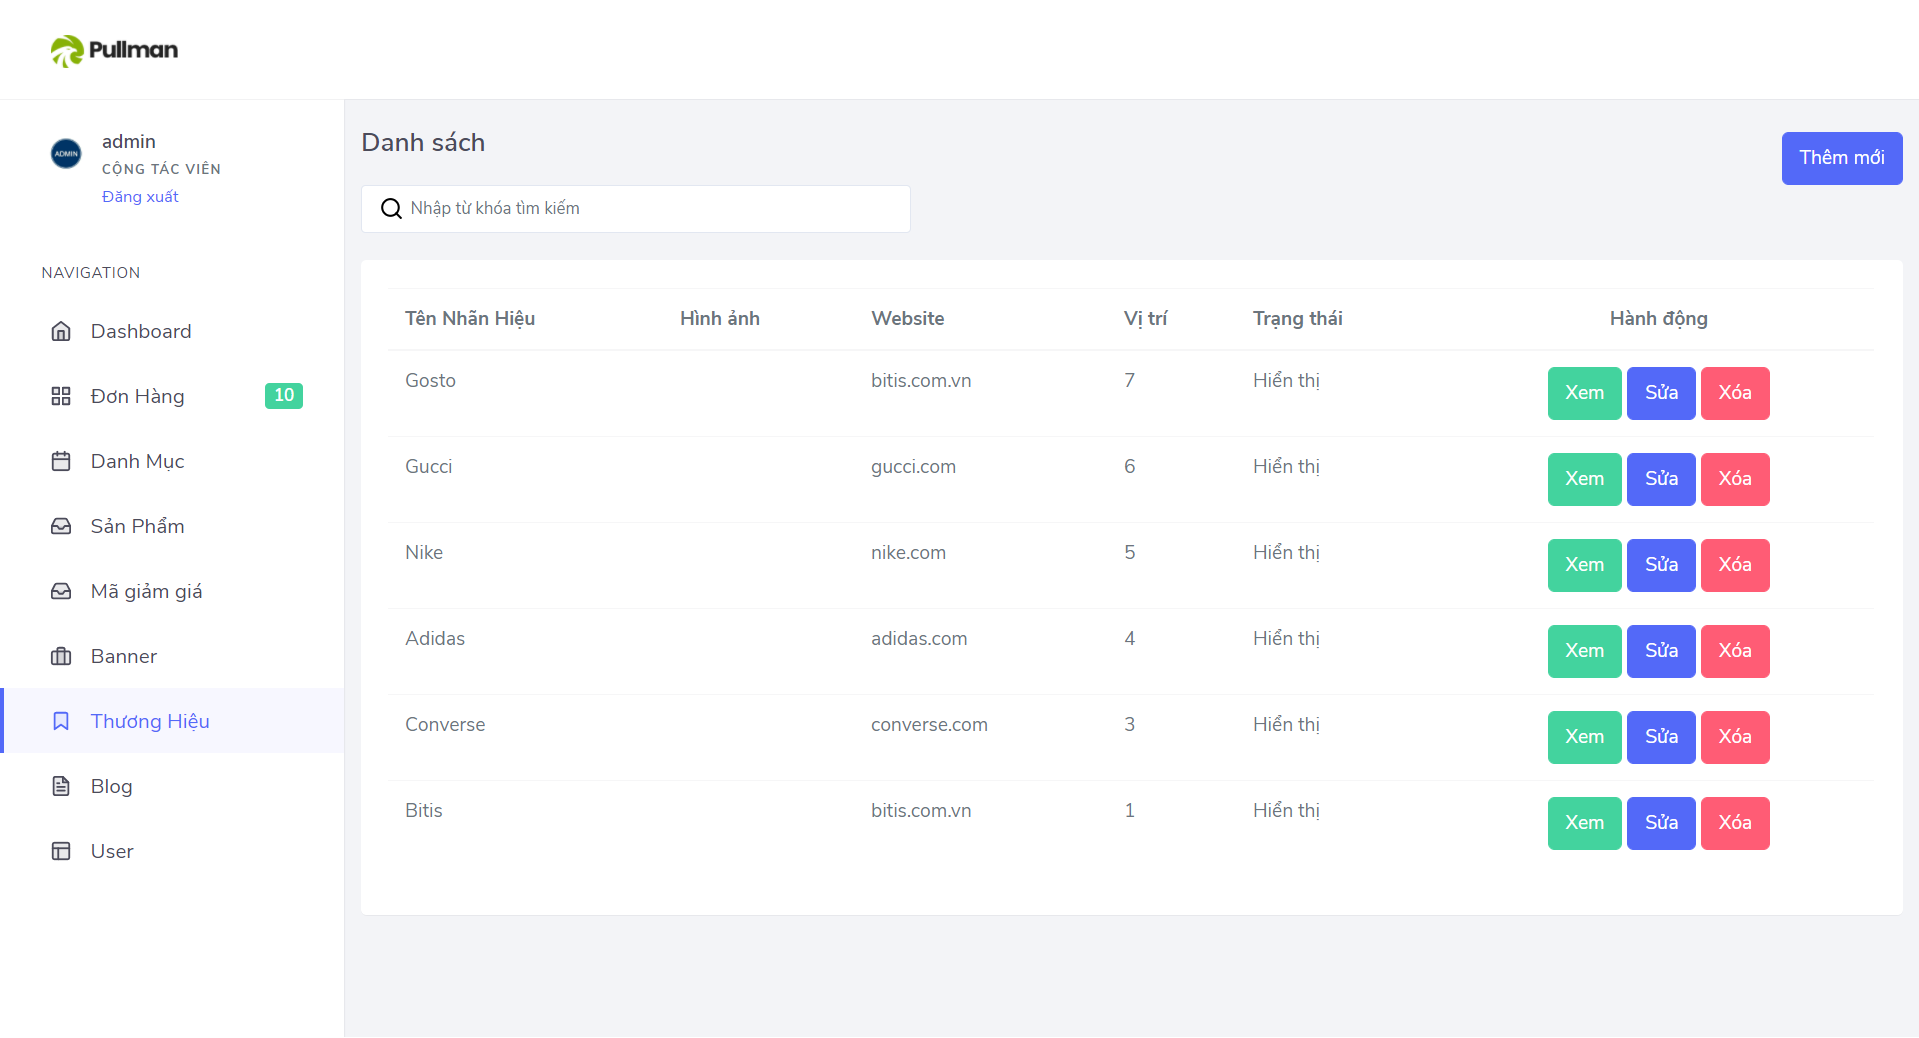 Pullman
ADMIN
admin
CỘNG TÁC VIÊN
Đăng xuất
NAVIGATION
Dashboard
Đơn Hàng 10
Danh Mục
Sản Phẩm
Mã giảm giá
Banner
Thương Hiệu
Blog
User
Danh sách
Thêm mới
Nhập từ khóa tìm kiếm
Tên Nhãn Hiệu Hình ảnh Website Vị trí Trạng thái Hành động
Gosto bitis.com.vn 7 Hiển thị Xem Sửa Xóa
Gucci gucci.com 6 Hiển thị Xem Sửa Xóa
Nike nike.com 5 Hiển thị Xem Sửa Xóa
Adidas adidas.com 4 Hiển thị Xem Sửa Xóa
Converse converse.com 3 Hiển thị Xem Sửa Xóa
Bitis bitis.com.vn 1 Hiển thị Xem Sửa Xóa